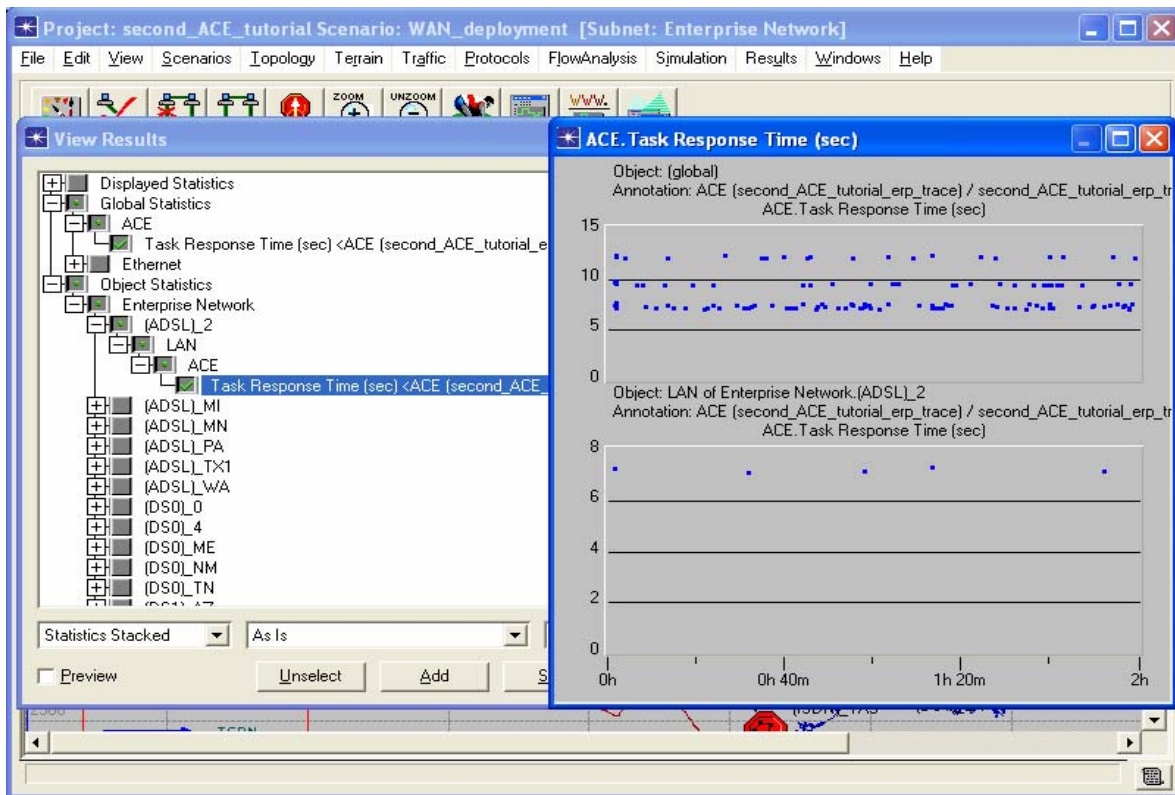 Project: second_ACE_tutorial Scenario: WAN_deployment [Subnet: Enterprise Network]
File Edit View Scenarios Topology Terrain Traffic Protocols FlowAnalysis Simulation Results Windows Help
ZOOM UNZOOM WWW.
View Results
Displayed Statistics
Global Statistics
ACE
Task Response Time (sec) <ACE (second_ACE_tutorial_e
Ethernet
Object Statistics
Enterprise Network
(ADSL)_2
LAN
ACE
Task Response Time (sec) <ACE (second_ACE_
(ADSL)_MI
(ADSL)_MN
(ADSL)_PA
(ADSL)_TX1
(ADSL)_WA
(DS0)_0
(DS0)_4
(DS0)_ME
(DS0)_NM
(DS0)_TN
Statistics Stacked As Is
Preview Unselect Add S
ACE.Task Response Time (sec)
Object: (global)
Annotation: ACE (second_ACE_tutorial_erp_trace) / second_ACE_tutorial_erp_tr
ACE.Task Response Time (sec)
15
10
5
0
Object: LAN of Enterprise Network.(ADSL)_2
Annotation: ACE (second_ACE_tutorial_erp_trace) / second_ACE_tutorial_erp_tr
ACE.Task Response Time (sec)
8
6
4
2
0
0h 0h 40m 1h 20m 2h